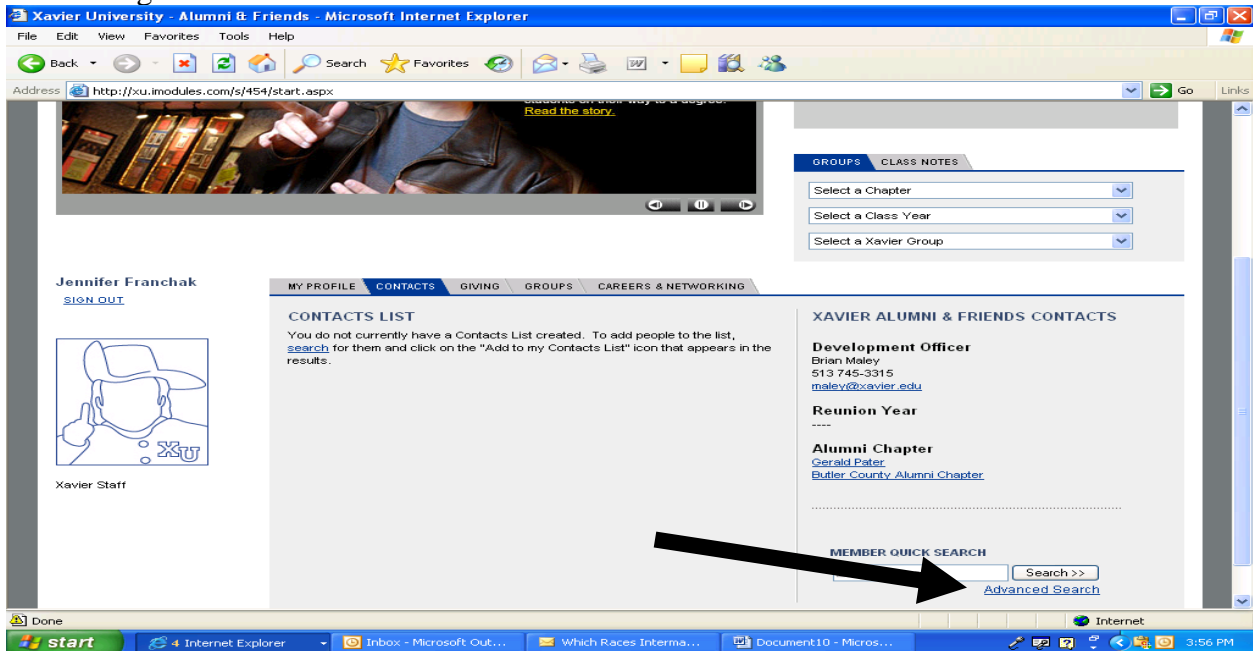 Xavier University - Alumni & Friends - Microsoft Internet Explorer
File Edit View Favorites Tools Help
Back Search Favorites
Address http://xu.imodules.com/s/454/start.aspx Go Links
students on their way to a degree.
Read the story.
GROUPS CLASS NOTES
Select a Chapter
Select a Class Year
Select a Xavier Group
Jennifer Franchak
SIGN OUT
XU
Xavier Staff
MY PROFILE CONTACTS GIVING GROUPS CAREERS & NETWORKING
CONTACTS LIST
You do not currently have a Contacts List created. To add people to the list,
search for them and click on the "Add to my Contacts List" icon that appears in the
results.
XAVIER ALUMNI & FRIENDS CONTACTS
Development Officer
Brian Maley
513 745-3315
maley@xavier.edu
Reunion Year
----
Alumni Chapter
Gerald Pater
Butler County Alumni Chapter
MEMBER QUICK SEARCH
Search >>
Advanced Search
Done Internet
start 4 Internet Explorer Inbox - Microsoft Out... Which Races Interma... Document10 - Micros... 3:56 PM